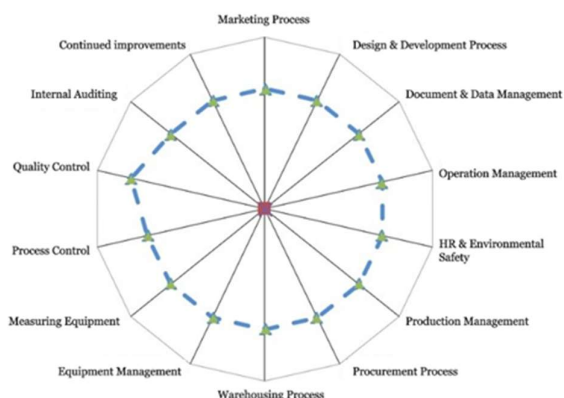 Marketing Process
Continued improvements
Design & Development Process
Internal Auditing
Document & Data Management
Quality Control
Operation Management
Process Control
HR & Environmental
Safety
Measuring Equipment
Production Management
Equipment Management
Procurement Process
Warehousing Process